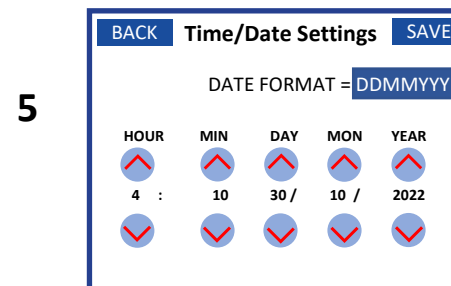 BACK Time/Date Settings SAVE
DATE FORMAT = DDMMYYY
5
HOUR MIN DAY MON YEAR
4 : 10 30 / 10 / 2022